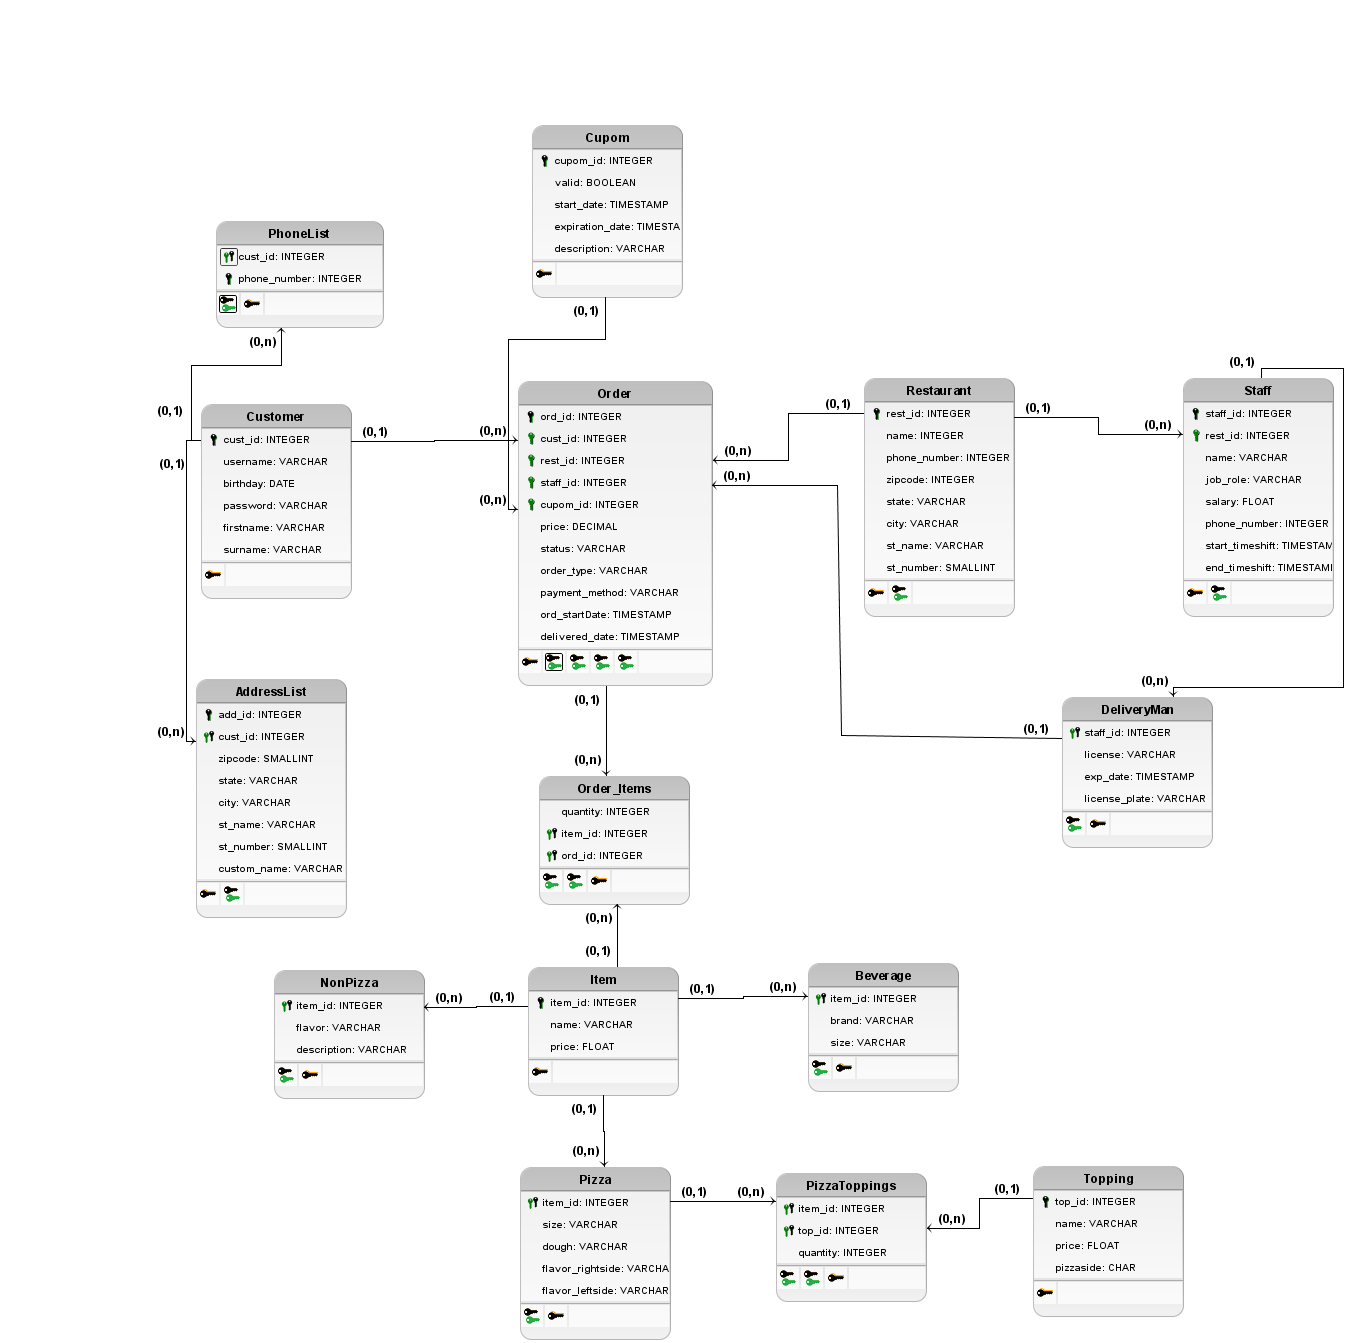 Cupom
cupom_id: INTEGER
valid: BOOLEAN
start_date: TIMESTAMP
expiration_date: TIMESTA
description: VARCHAR
(0,1)
PhoneList
cust_id: INTEGER
phone_number: INTEGER
(0,n)
(0,1)
Customer
cust_id: INTEGER
username: VARCHAR
birthday: DATE
password: VARCHAR
firstname: VARCHAR
surname: VARCHAR
(0,1)
(0,1)
(0,n)
(0,n)
Order
ord_id: INTEGER
cust_id: INTEGER
rest_id: INTEGER
staff_id: INTEGER
cupom_id: INTEGER
price: DECIMAL
status: VARCHAR
order_type: VARCHAR
payment_method: VARCHAR
ord_startDate: TIMESTAMP
delivered_date: TIMESTAMP
(0,1)
(0,n)
(0,n)
(0,1)
Restaurant
rest_id: INTEGER
name: INTEGER
phone_number: INTEGER
zipcode: INTEGER
state: VARCHAR
city: VARCHAR
st_name: VARCHAR
st_number: SMALLINT
(0,1)
(0,n)
(0,1)
Staff
staff_id: INTEGER
rest_id: INTEGER
name: VARCHAR
job_role: VARCHAR
salary: FLOAT
phone_number: INTEGER
start_timeshift: TIMESTAM
end_timeshift: TIMESTAMI
(0,n)
DeliveryMan
(0,1)
staff_id: INTEGER
license: VARCHAR
exp_date: TIMESTAMP
license_plate: VARCHAR
AddressList
add_id: INTEGER
(0,n)
cust_id: INTEGER
zipcode: SMALLINT
state: VARCHAR
city: VARCHAR
st_name: VARCHAR
st_number: SMALLINT
custom_name: VARCHAR
(0,n)
Order_Items
quantity: INTEGER
item_id: INTEGER
ord_id: INTEGER
(0,n)
(0,1)
NonPizza
item_id: INTEGER
flavor: VARCHAR
description: VARCHAR
(0,n)
(0,1)
Item
item_id: INTEGER
name: VARCHAR
price: FLOAT
(0,1)
(0,n)
Beverage
item_id: INTEGER
brand: VARCHAR
size: VARCHAR
(0,1)
(0,n)
Pizza
item_id: INTEGER
size: VARCHAR
dough: VARCHAR
flavor_rightside: VARCHA
flavor_leftside: VARCHAR
(0,1)
(0,n)
PizzaToppings
item_id: INTEGER
top_id: INTEGER
quantity: INTEGER
(0,n)
(0,1)
Topping
top_id: INTEGER
name: VARCHAR
price: FLOAT
pizzaside: CHAR